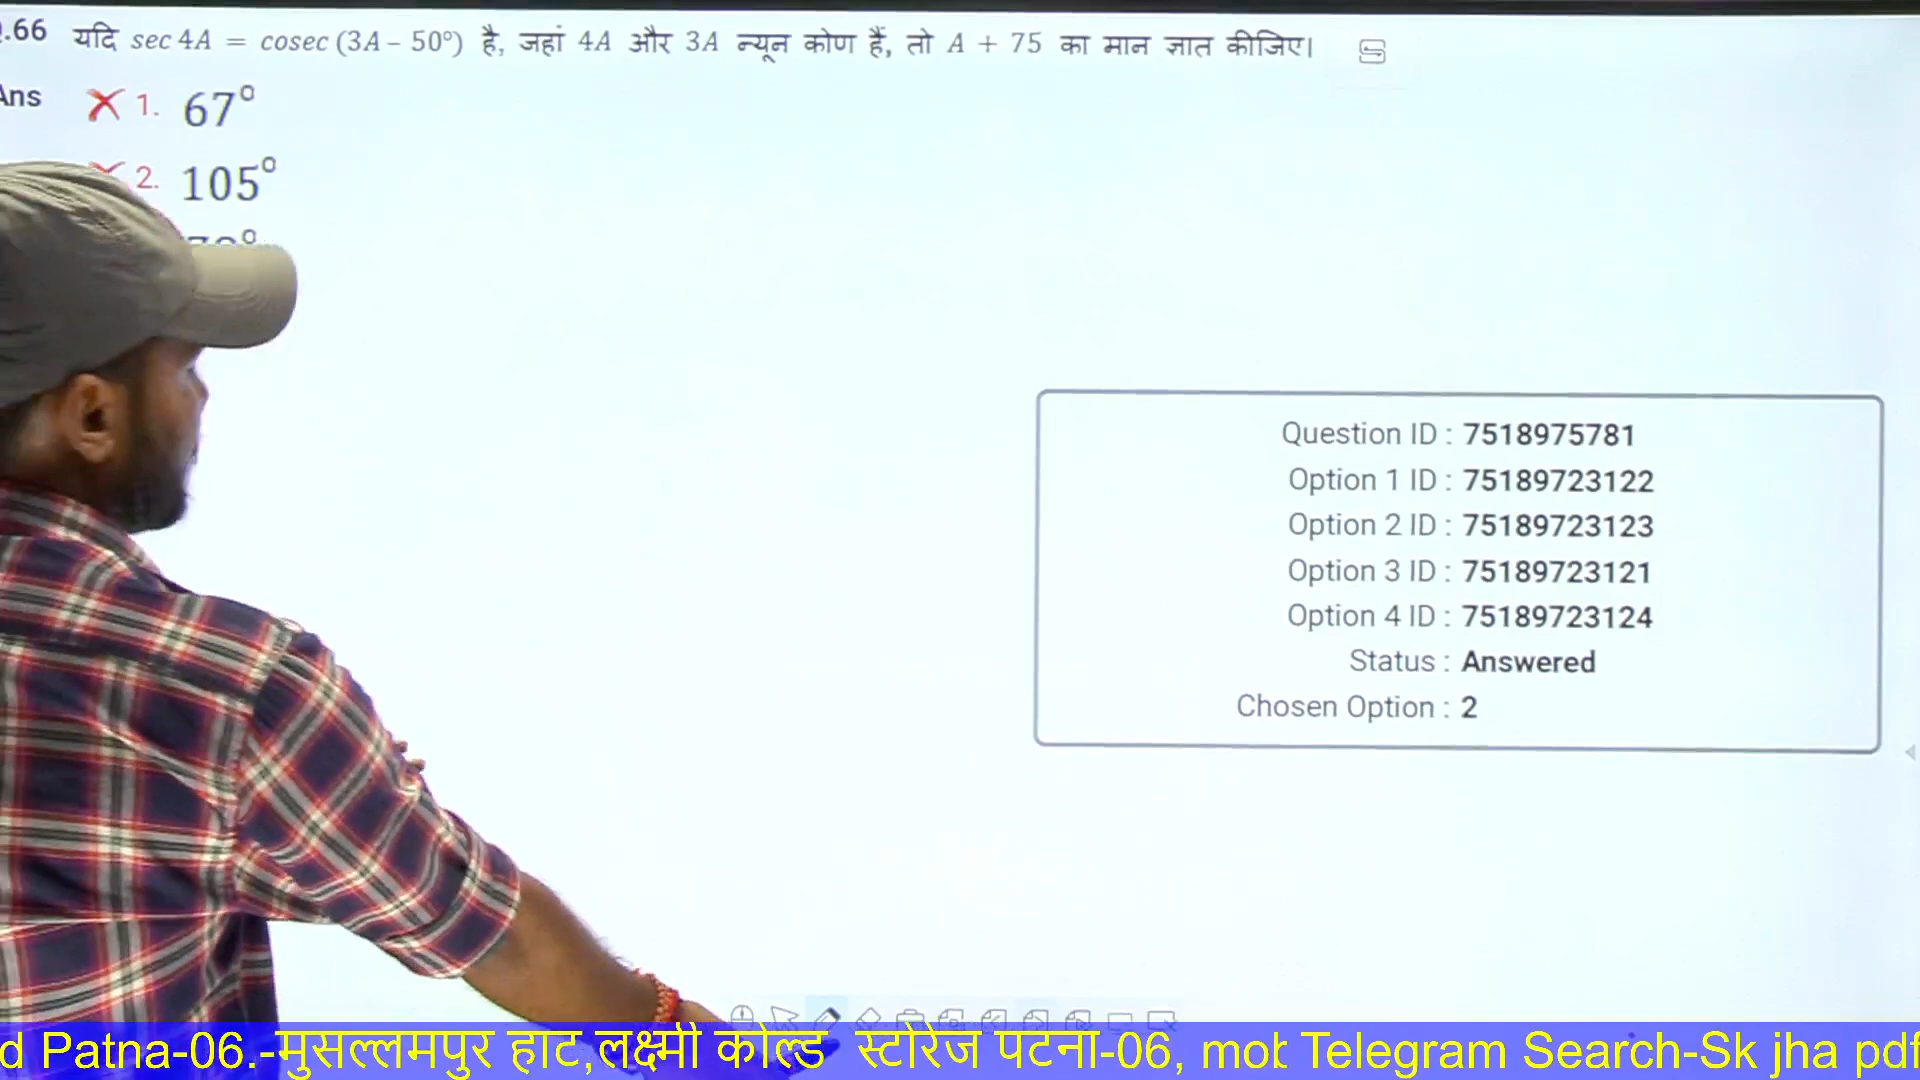 .66 यदि sec 4A = cosec (3A – 50°) है, जहां 4A और 3A न्यून कोण हैं, तो A + 75 का मान ज्ञात कीजिए।
Ans
1. 67°
2. 105°
Question ID : 7518975781
Option 1 ID : 75189723122
Option 2 ID : 75189723123
Option 3 ID : 75189723121
Option 4 ID : 75189723124
Status : Answered
Chosen Option : 2
d Patna-06.-मुसल्लमपुर हाट,लक्ष्मी कोल्ड स्टोरेज पटना-06, mob Telegram Search-Sk jha pdf